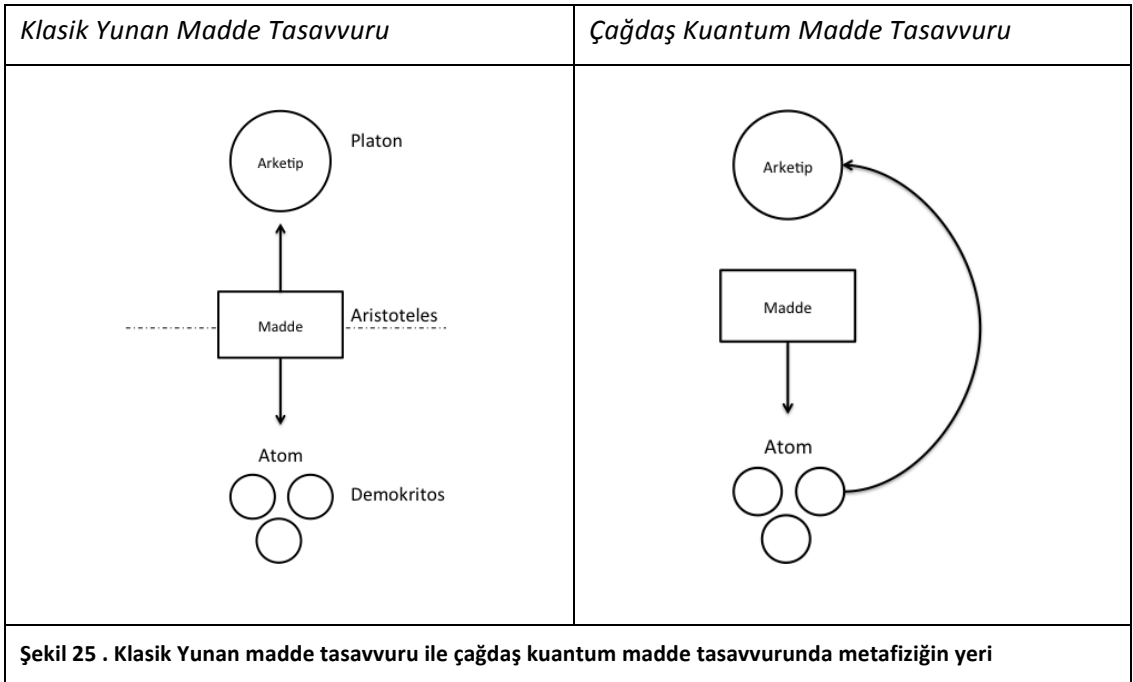 Klasik Yunan Madde Tasavvuru
Çağdaş Kuantum Madde Tasavvuru
Arketip
Platon
Madde
Aristoteles
Atom
Demokritos
Arketip
Madde
Atom
Şekil 25 . Klasik Yunan madde tasavvuru ile çağdaş kuantum madde tasavvurunda metafiziğin yeri